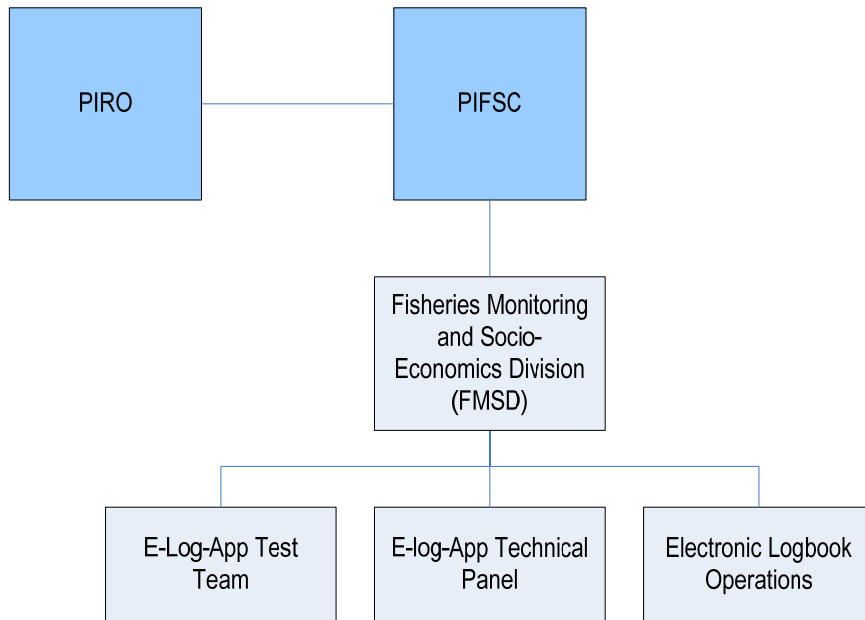 PIRO
PIFSC
Fisheries Monitoring
and Socio-
Economics Division
(FMSD)
E-Log-App Test
Team
E-log-App Technical
Panel
Electronic Logbook
Operations